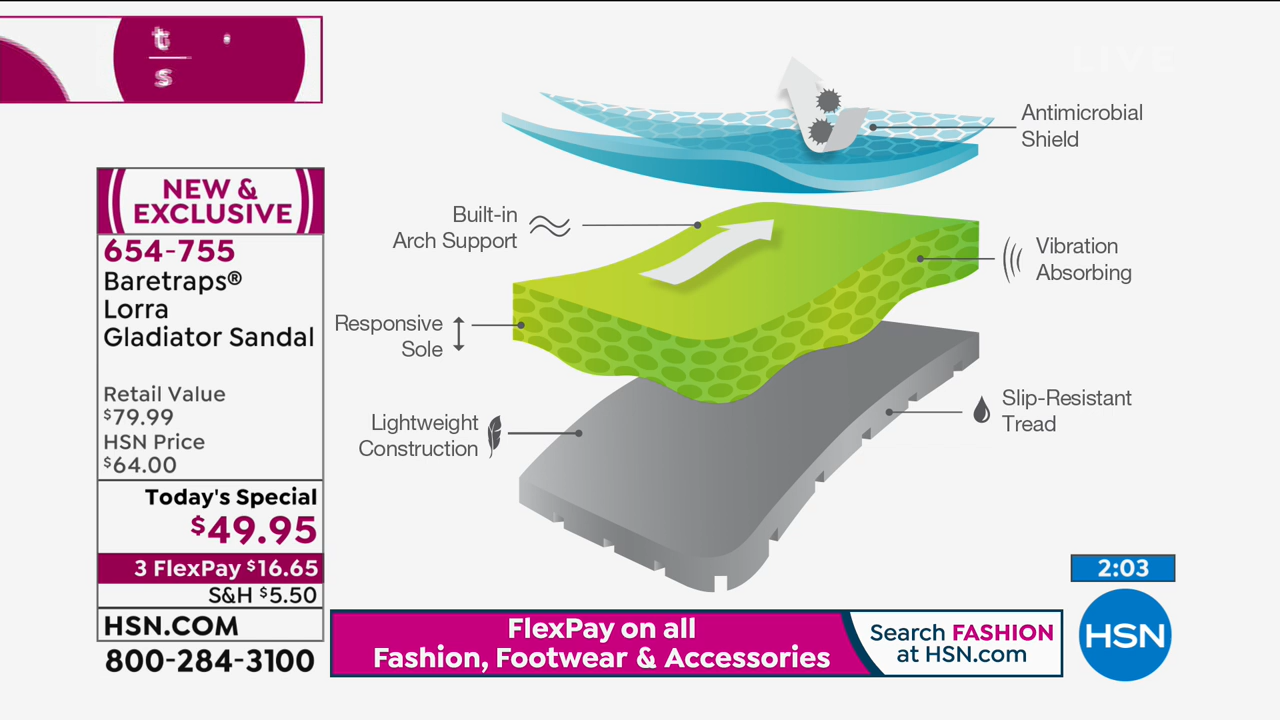 t
s
LIVE
NEW &
EXCLUSIVE
654-755
Baretraps®
Lorra
Gladiator Sandal
Retail Value
$79.99
HSN Price
$64.00
Today's Special
$49.95
3 FlexPay $16.65
S&H $5.50
HSN.COM
800-284-3100
Antimicrobial
Shield
Built-in
Arch Support
Vibration
Absorbing
Responsive
Sole
Lightweight
Construction
Slip-Resistant
Tread
FlexPay on all
Fashion, Footwear & Accessories
Search FASHION
at HSN.com
2:03
HSN